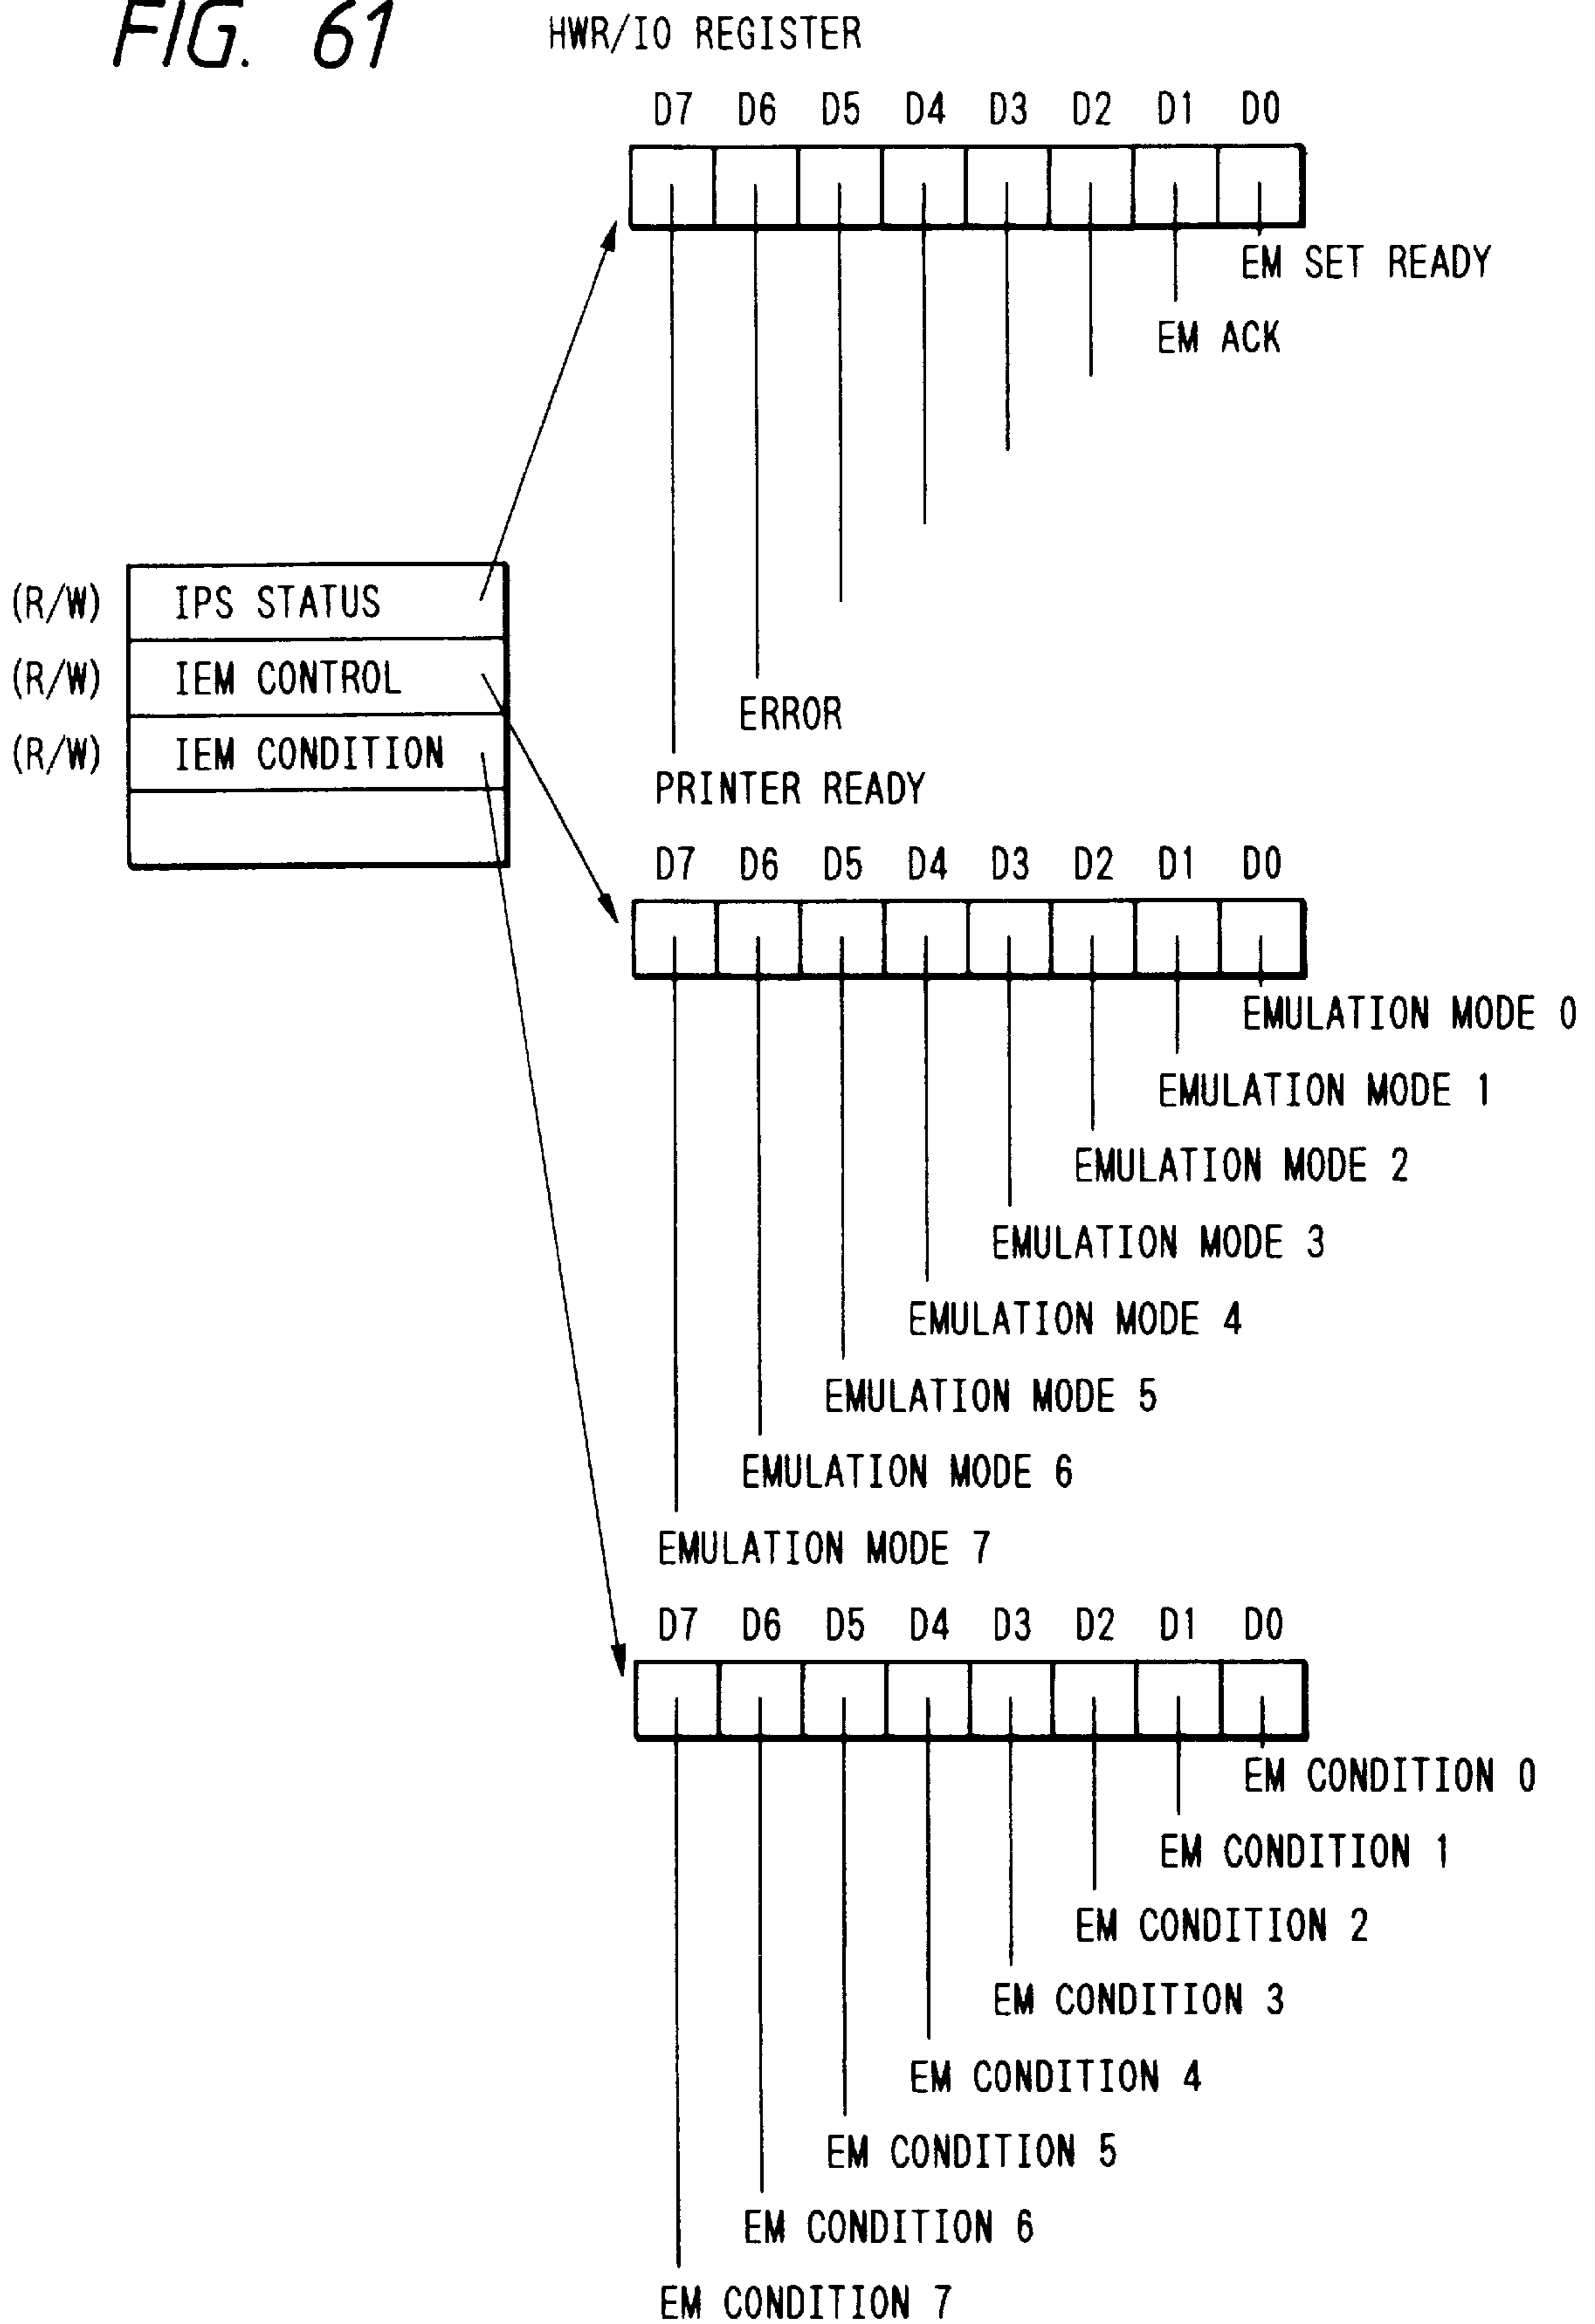 FIG. 61
HWR/IO REGISTER
D7 D6 D5 D4 D3 D2 D1 D0
EM SET READY
EM ACK
(R/W) IPS STATUS
(R/W) IEM CONTROL
ERROR
(R/W) IEM CONDITION
PRINTER READY
D7 D6 D5 D4 D3 D2 D1 D0
EMULATION MODE 0
EMULATION MODE 1
EMULATION MODE 2
EMULATION MODE 3
EMULATION MODE 4
EMULATION MODE 5
EMULATION MODE 6
EMULATION MODE 7
D7 D6 D5 D4 D3 D2 D1 D0
EM CONDITION 0
EM CONDITION 1
EM CONDITION 2
EM CONDITION 3
EM CONDITION 4
EM CONDITION 5
EM CONDITION 6
EM CONDITION 7